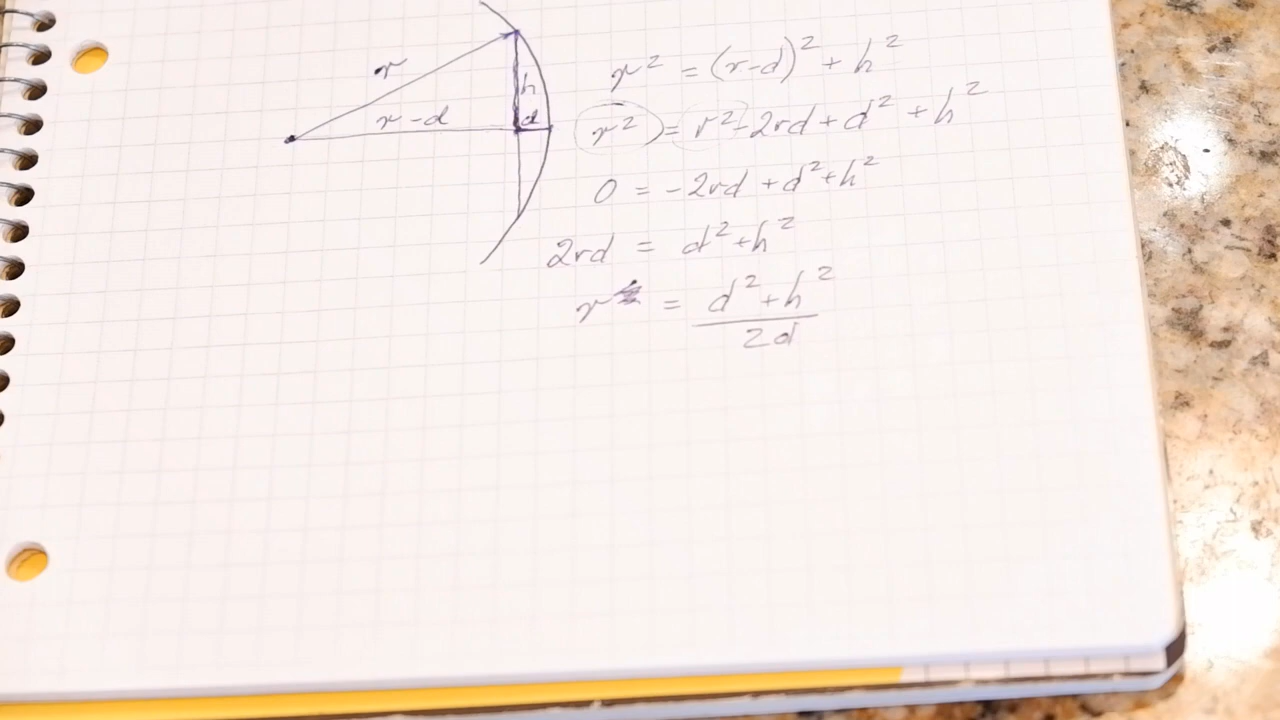 r
h
r-d
d
r² = (r-d)² + h²
r² = r² - 2rd + d² + h²
0 = -2rd + d² + h²
2rd = d² + h²
r = d² + h²
2d